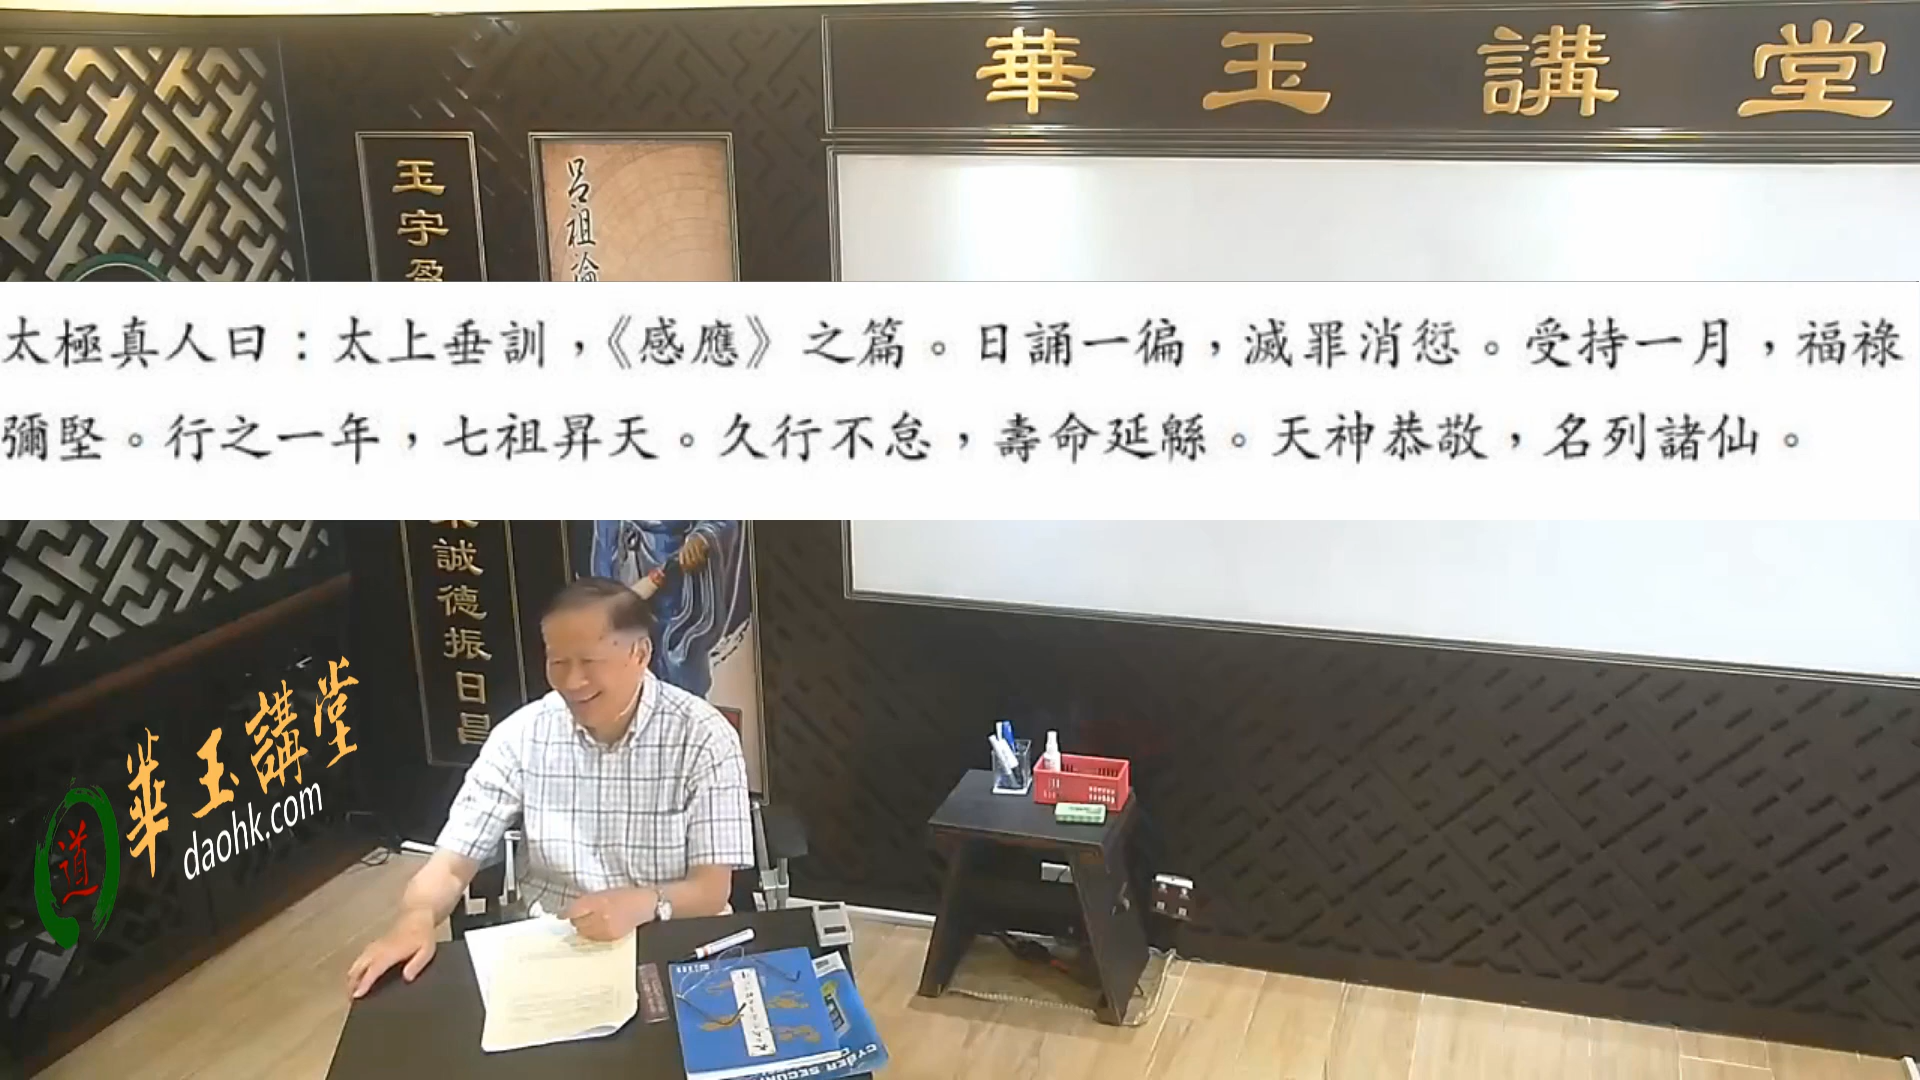 華玉講堂
玉宇盈
呂祖論
太極真人曰：太上垂訓，《感應》之篇。日誦一徧，滅罪消愆。受持一月，福祿
彌堅。行之一年，七祖昇天。久行不怠，壽命延緜。天神恭敬，名列諸仙。
誠德振日昌
華玉講堂
daohk.com
道